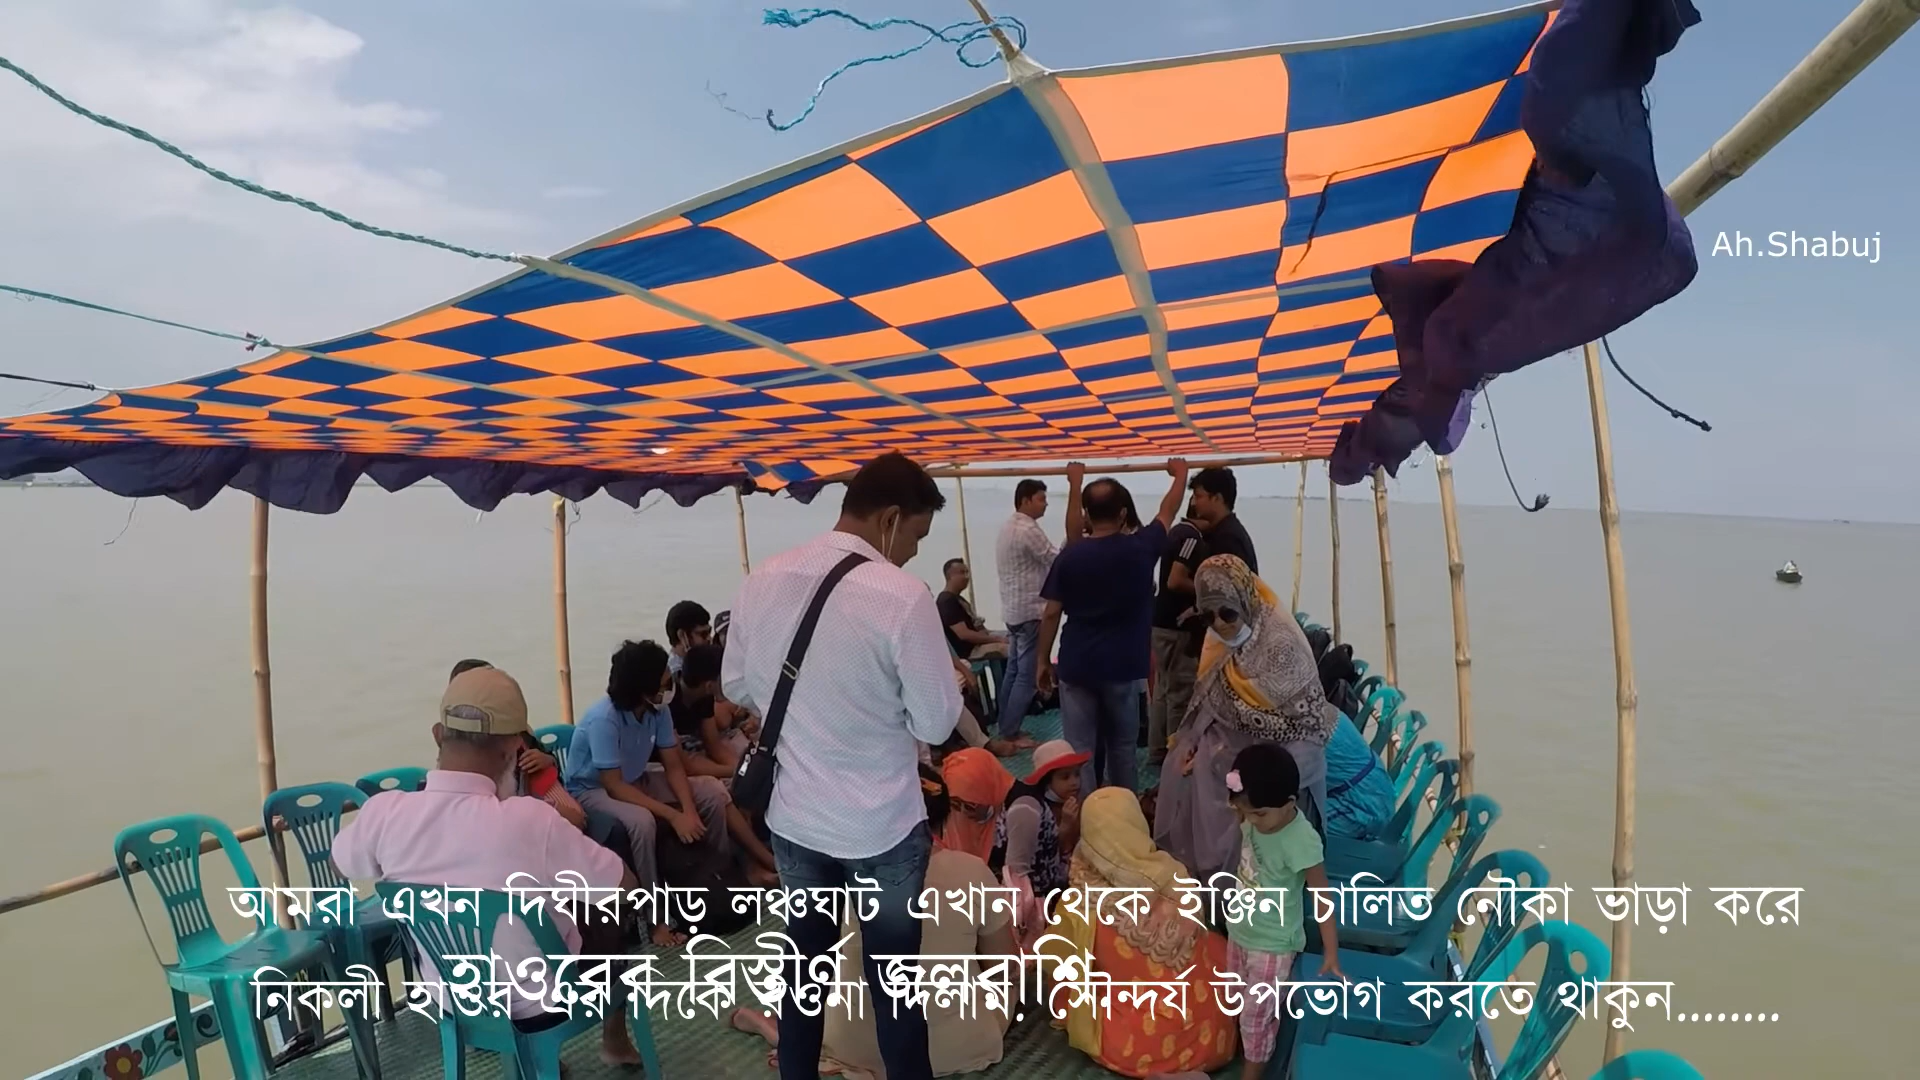 Ah.Shabuj
আমরা এখন দিঘীরপাড় লঞ্চঘাট এখান থেকে ইঞ্জিন চালিত নৌকা ভাড়া করে
হাওরের বিস্তীর্ণ জলরাশি
নিকলী হাওর এর দিকে রওনা দিলাম. সৌন্দর্য উপভোগ করতে থাকুন........